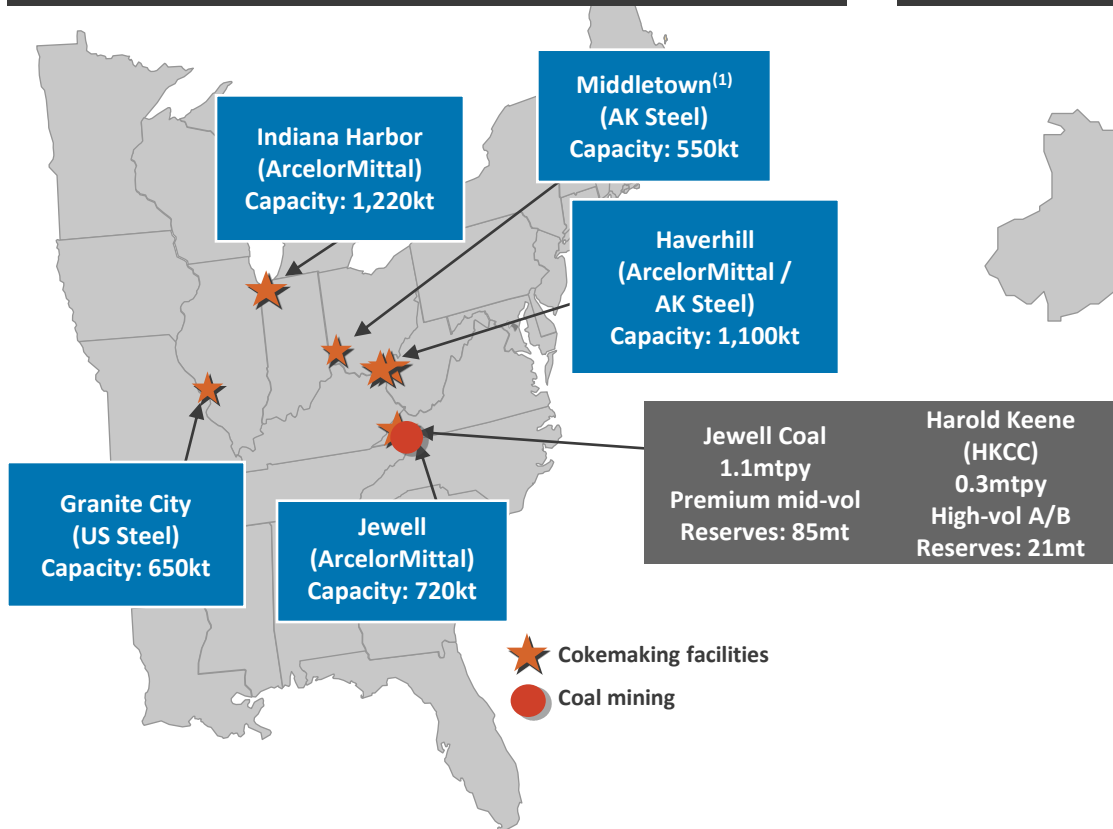 Middletown(1)
(AK Steel)
Capacity: 550kt
Indiana Harbor
(ArcelorMittal)
Capacity: 1,220kt
Haverhill
(ArcelorMittal /
AK Steel)
Capacity: 1,100kt
Jewell Coal
1.1mtpy
Premium mid-vol
Reserves: 85mt
Harold Keene
(HKCC)
0.3mtpy
High-vol A/B
Reserves: 21mt
Granite City
(US Steel)
Capacity: 650kt
Jewell
(ArcelorMittal)
Capacity: 720kt
Cokemaking facilities
Coal mining